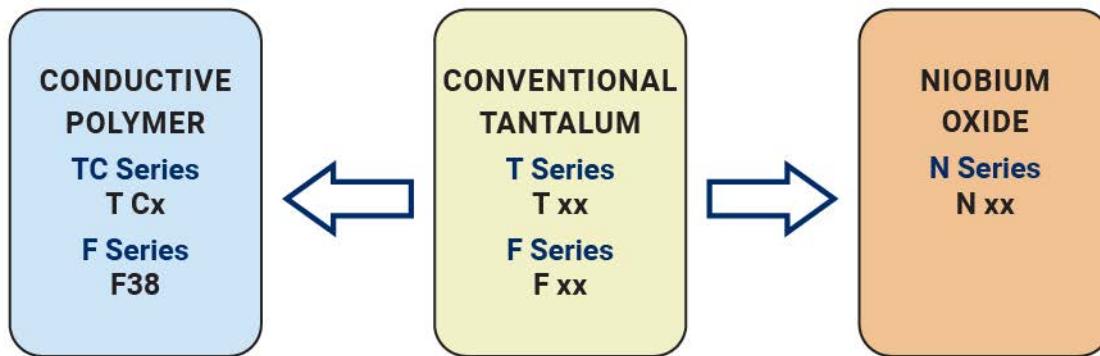 CONDUCTIVE
POLYMER
TC Series
T Cx
F Series
F38
CONVENTIONAL
TANTALUM
T Series
T xx
F Series
F xx
NIOBIUM
OXIDE
N Series
N xx